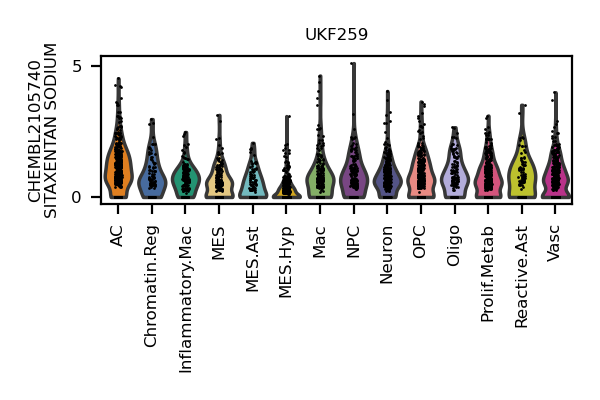 UKF259
CHEMBL2105740
SITAXENTAN SODIUM
5
0
AC
Chromatin.Reg
Inflammatory.Mac
MES
MES.Ast
MES.Hyp
Mac
NPC
Neuron
OPC
Oligo
Prolif.Metab
Reactive.Ast
Vasc